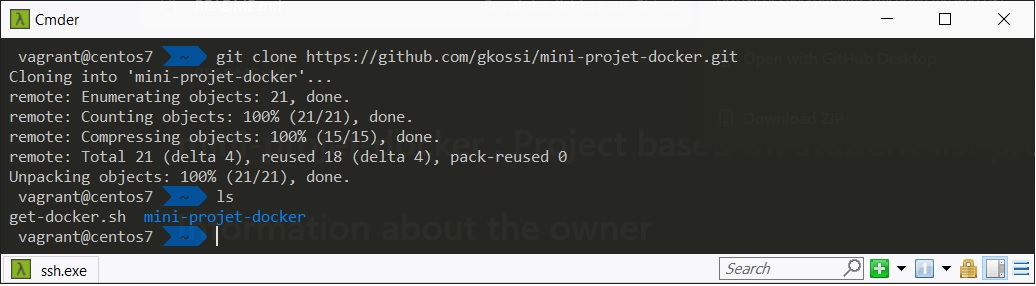 Cmder
vagrant@centos7 ~ git clone https://github.com/gkossi/mini-projet-docker.git
Cloning into 'mini-projet-docker'...
remote: Enumerating objects: 21, done.
remote: Counting objects: 100% (21/21), done.
remote: Compressing objects: 100% (15/15), done.
remote: Total 21 (delta 4), reused 18 (delta 4), pack-reused 0
Unpacking objects: 100% (21/21), done.
vagrant@centos7 ~ ls
get-docker.sh mini-projet-docker
vagrant@centos7 ~
Open with GitHub Desktop
Download ZIP
: Project bas
information about the owner
ssh.exe
Search